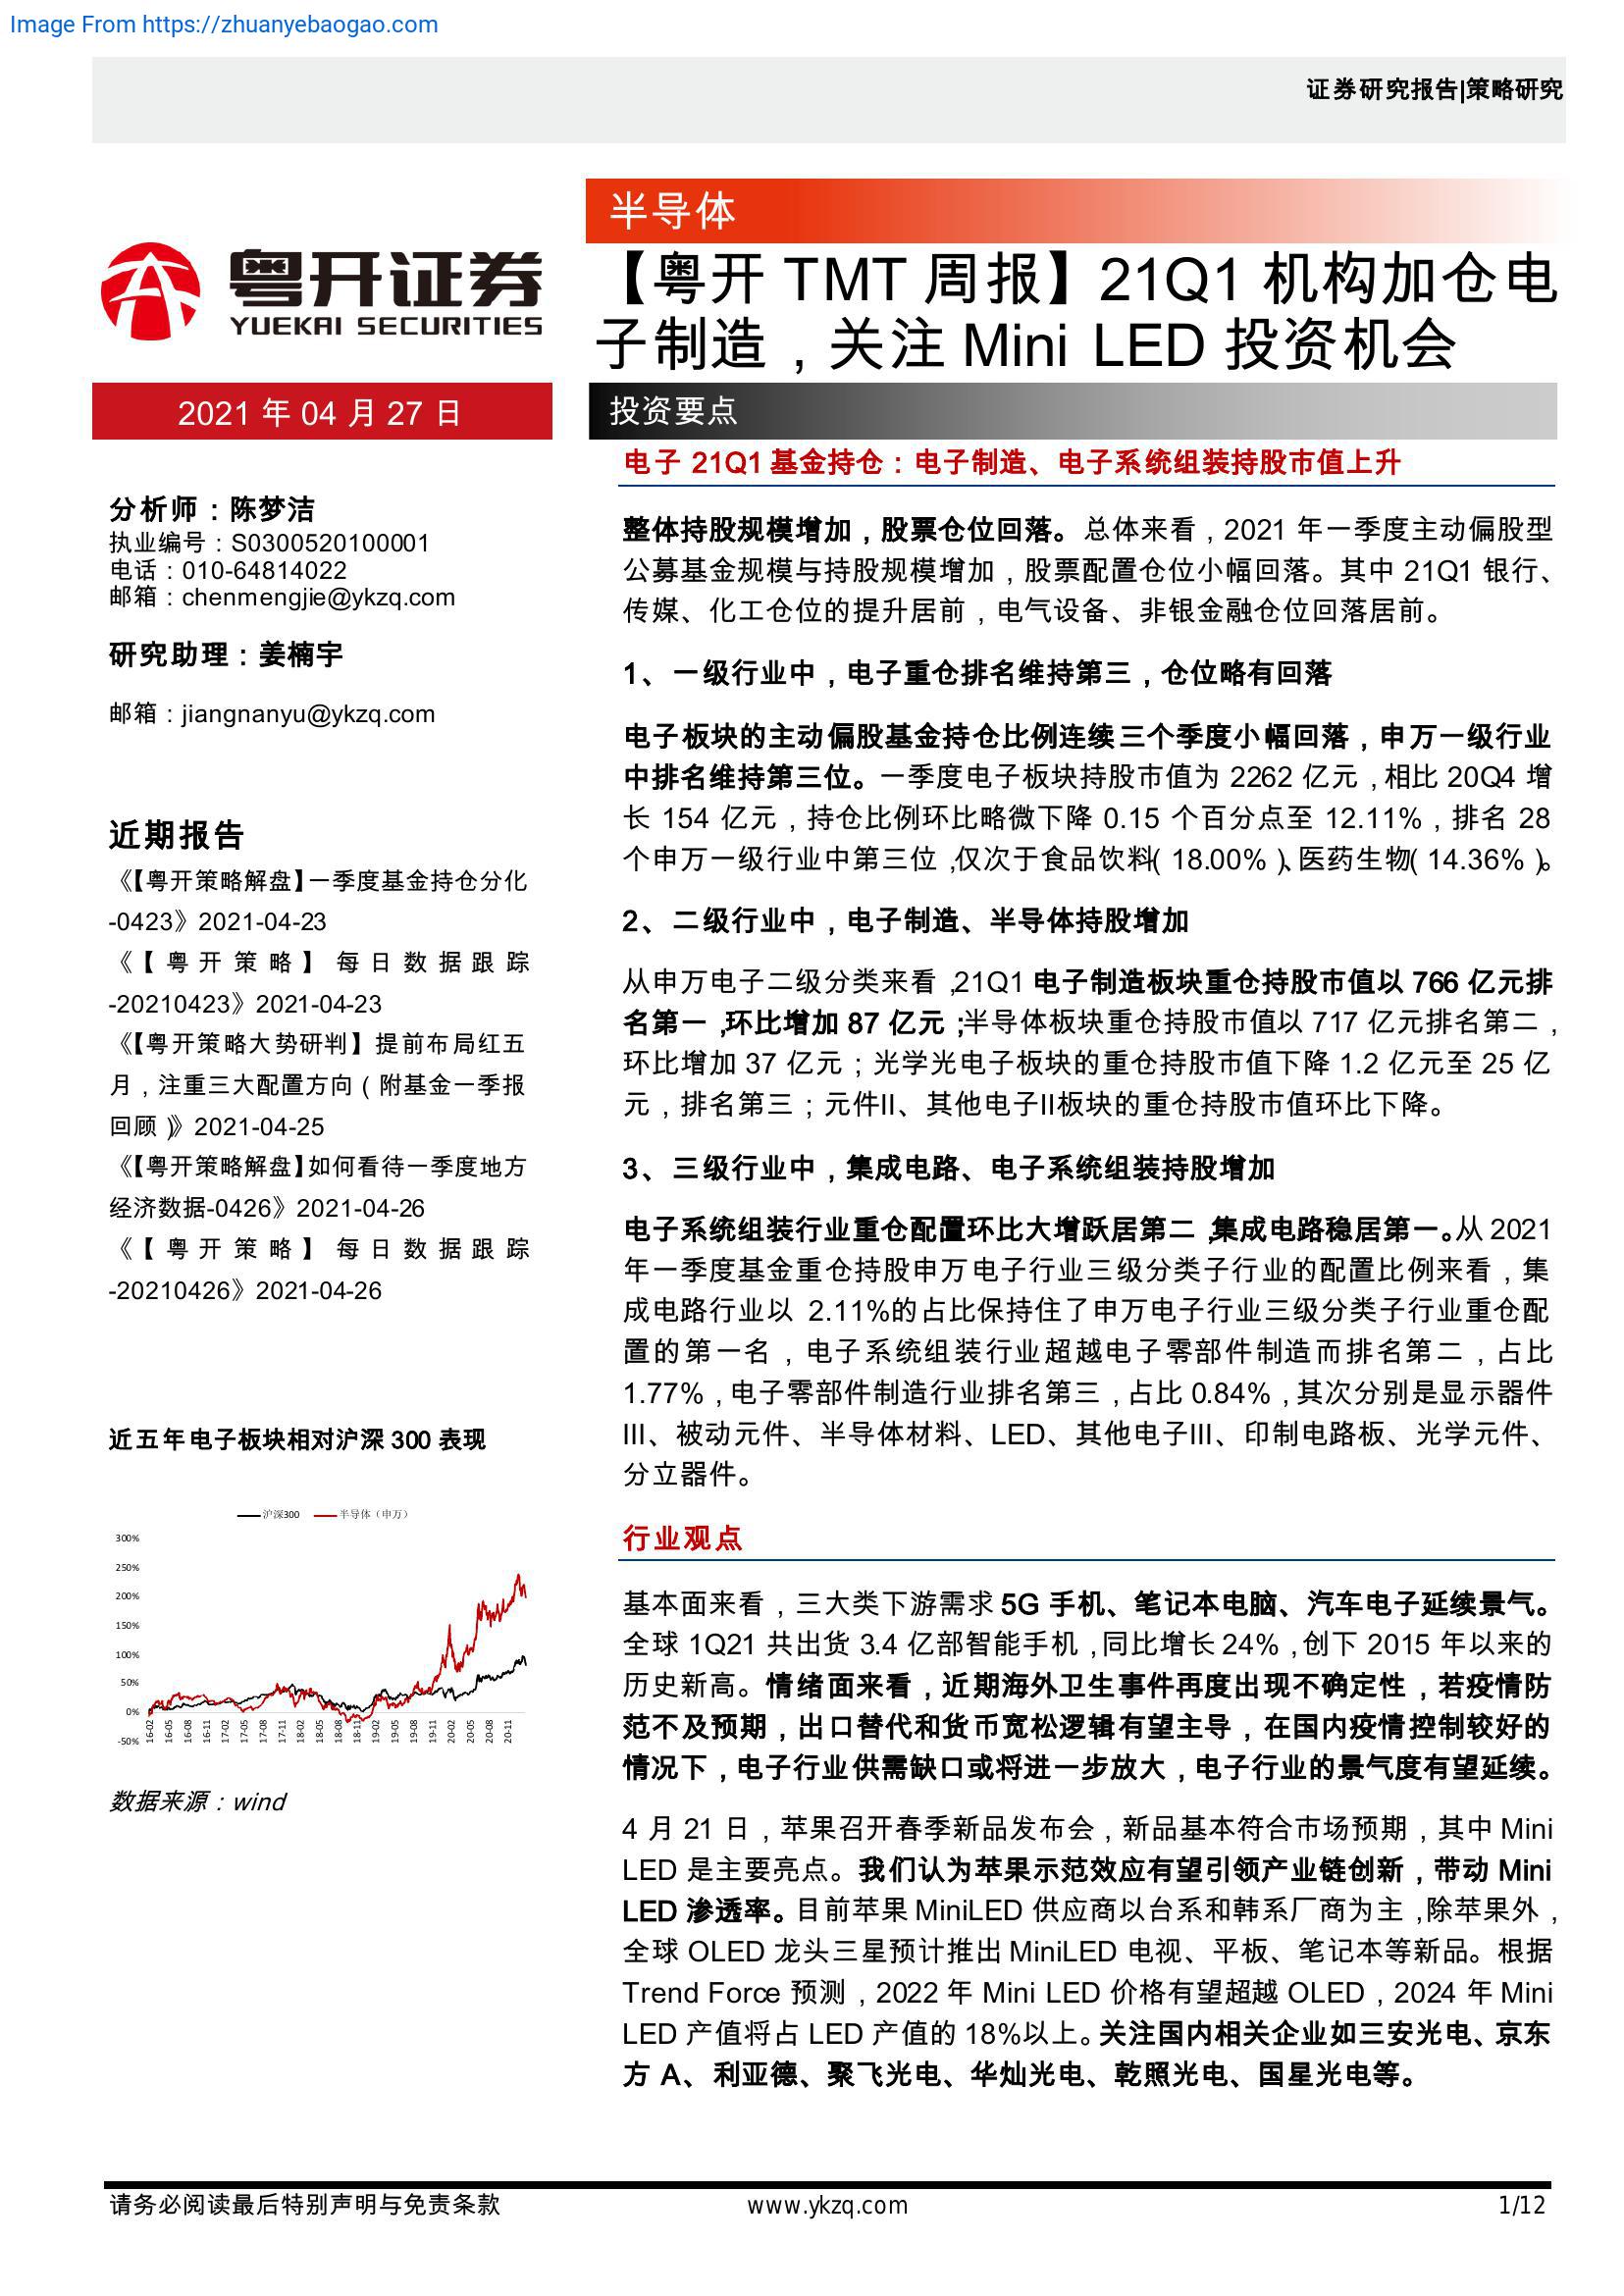 Image From https://zhuanyebaogao.com
证券研究报告|策略研究
半导体
粤开证券
YUEKAI SECURITIES
【粤开 TMT 周报】21Q1 机构加仓电
子制造，关注 Mini LED 投资机会
2021 年 04 月 27 日
投资要点
分析师：陈梦洁
执业编号：S0300520100001
电话：010-64814022
邮箱：chenmengjie@ykzq.com
研究助理：姜楠宇
邮箱：jiangnanyu@ykzq.com
近期报告
《【粤开策略解盘】一季度基金持仓分化
-0423》2021-04-23
《【粤开策略】每日数据跟踪
-20210423》2021-04-23
《【粤开策略大势研判】提前布局红五
月，注重三大配置方向（附基金一季报
回顾）》2021-04-25
《【粤开策略解盘】如何看待一季度地方
经济数据-0426》2021-04-26
《【粤开策略】每日数据跟踪
-20210426》2021-04-26
近五年电子板块相对沪深 300 表现
沪深300 半导体（申万）
300%
250%
200%
150%
100%
50%
0%
-50%
16-02 16-05 16-08 16-11 17-02 17-05 17-08 17-11 18-02 18-05 18-08 18-11 19-02 19-05 19-08 19-11 20-02 20-05 20-08 20-11
数据来源：wind
电子 21Q1 基金持仓：电子制造、电子系统组装持股市值上升
整体持股规模增加，股票仓位回落。总体来看，2021 年一季度主动偏股型
公募基金规模与持股规模增加，股票配置仓位小幅回落。其中 21Q1 银行、
传媒、化工仓位的提升居前，电气设备、非银金融仓位回落居前。
1、一级行业中，电子重仓排名维持第三，仓位略有回落
电子板块的主动偏股基金持仓比例连续三个季度小幅回落，申万一级行业
中排名维持第三位。一季度电子板块持股市值为 2262 亿元，相比 20Q4 增
长 154 亿元，持仓比例环比略微下降 0.15 个百分点至 12.11%，排名 28
个申万一级行业中第三位，仅次于食品饮料（18.00%）、医药生物（14.36%）。
2、二级行业中，电子制造、半导体持股增加
从申万电子二级分类来看，21Q1 电子制造板块重仓持股市值以 766 亿元排
名第一，环比增加 87 亿元；半导体板块重仓持股市值以 717 亿元排名第二，
环比增加 37 亿元；光学光电子板块的重仓持股市值下降 1.2 亿元至 25 亿
元，排名第三；元件II、其他电子II板块的重仓持股市值环比下降。
3、三级行业中，集成电路、电子系统组装持股增加
电子系统组装行业重仓配置环比大增跃居第二，集成电路稳居第一。从 2021
年一季度基金重仓持股申万电子行业三级分类子行业的配置比例来看，集
成电路行业以 2.11%的占比保持住了申万电子行业三级分类子行业重仓配
置的第一名，电子系统组装行业超越电子零部件制造而排名第二，占比
1.77%，电子零部件制造行业排名第三，占比 0.84%，其次分别是显示器件
III、被动元件、半导体材料、LED、其他电子III、印制电路板、光学元件、
分立器件。
行业观点
基本面来看，三大类下游需求 5G 手机、笔记本电脑、汽车电子延续景气。
全球 1Q21 共出货 3.4 亿部智能手机，同比增长 24%，创下 2015 年以来的
历史新高。情绪面来看，近期海外卫生事件再度出现不确定性，若疫情防
范不及预期，出口替代和货币宽松逻辑有望主导，在国内疫情控制较好的
情况下，电子行业供需缺口或将进一步放大，电子行业的景气度有望延续。
4 月 21 日，苹果召开春季新品发布会，新品基本符合市场预期，其中 Mini
LED 是主要亮点。我们认为苹果示范效应有望引领产业链创新，带动 Mini
LED 渗透率。目前苹果 MiniLED 供应商以台系和韩系厂商为主，除苹果外，
全球 OLED 龙头三星预计推出 MiniLED 电视、平板、笔记本等新品。根据
Trend Force 预测，2022 年 Mini LED 价格有望超越 OLED，2024 年 Mini
LED 产值将占 LED 产值的 18%以上。关注国内相关企业如三安光电、京东
方 A、利亚德、聚飞光电、华灿光电、乾照光电、国星光电等。
请务必阅读最后特别声明与免责条款
www.ykzq.com
1/12